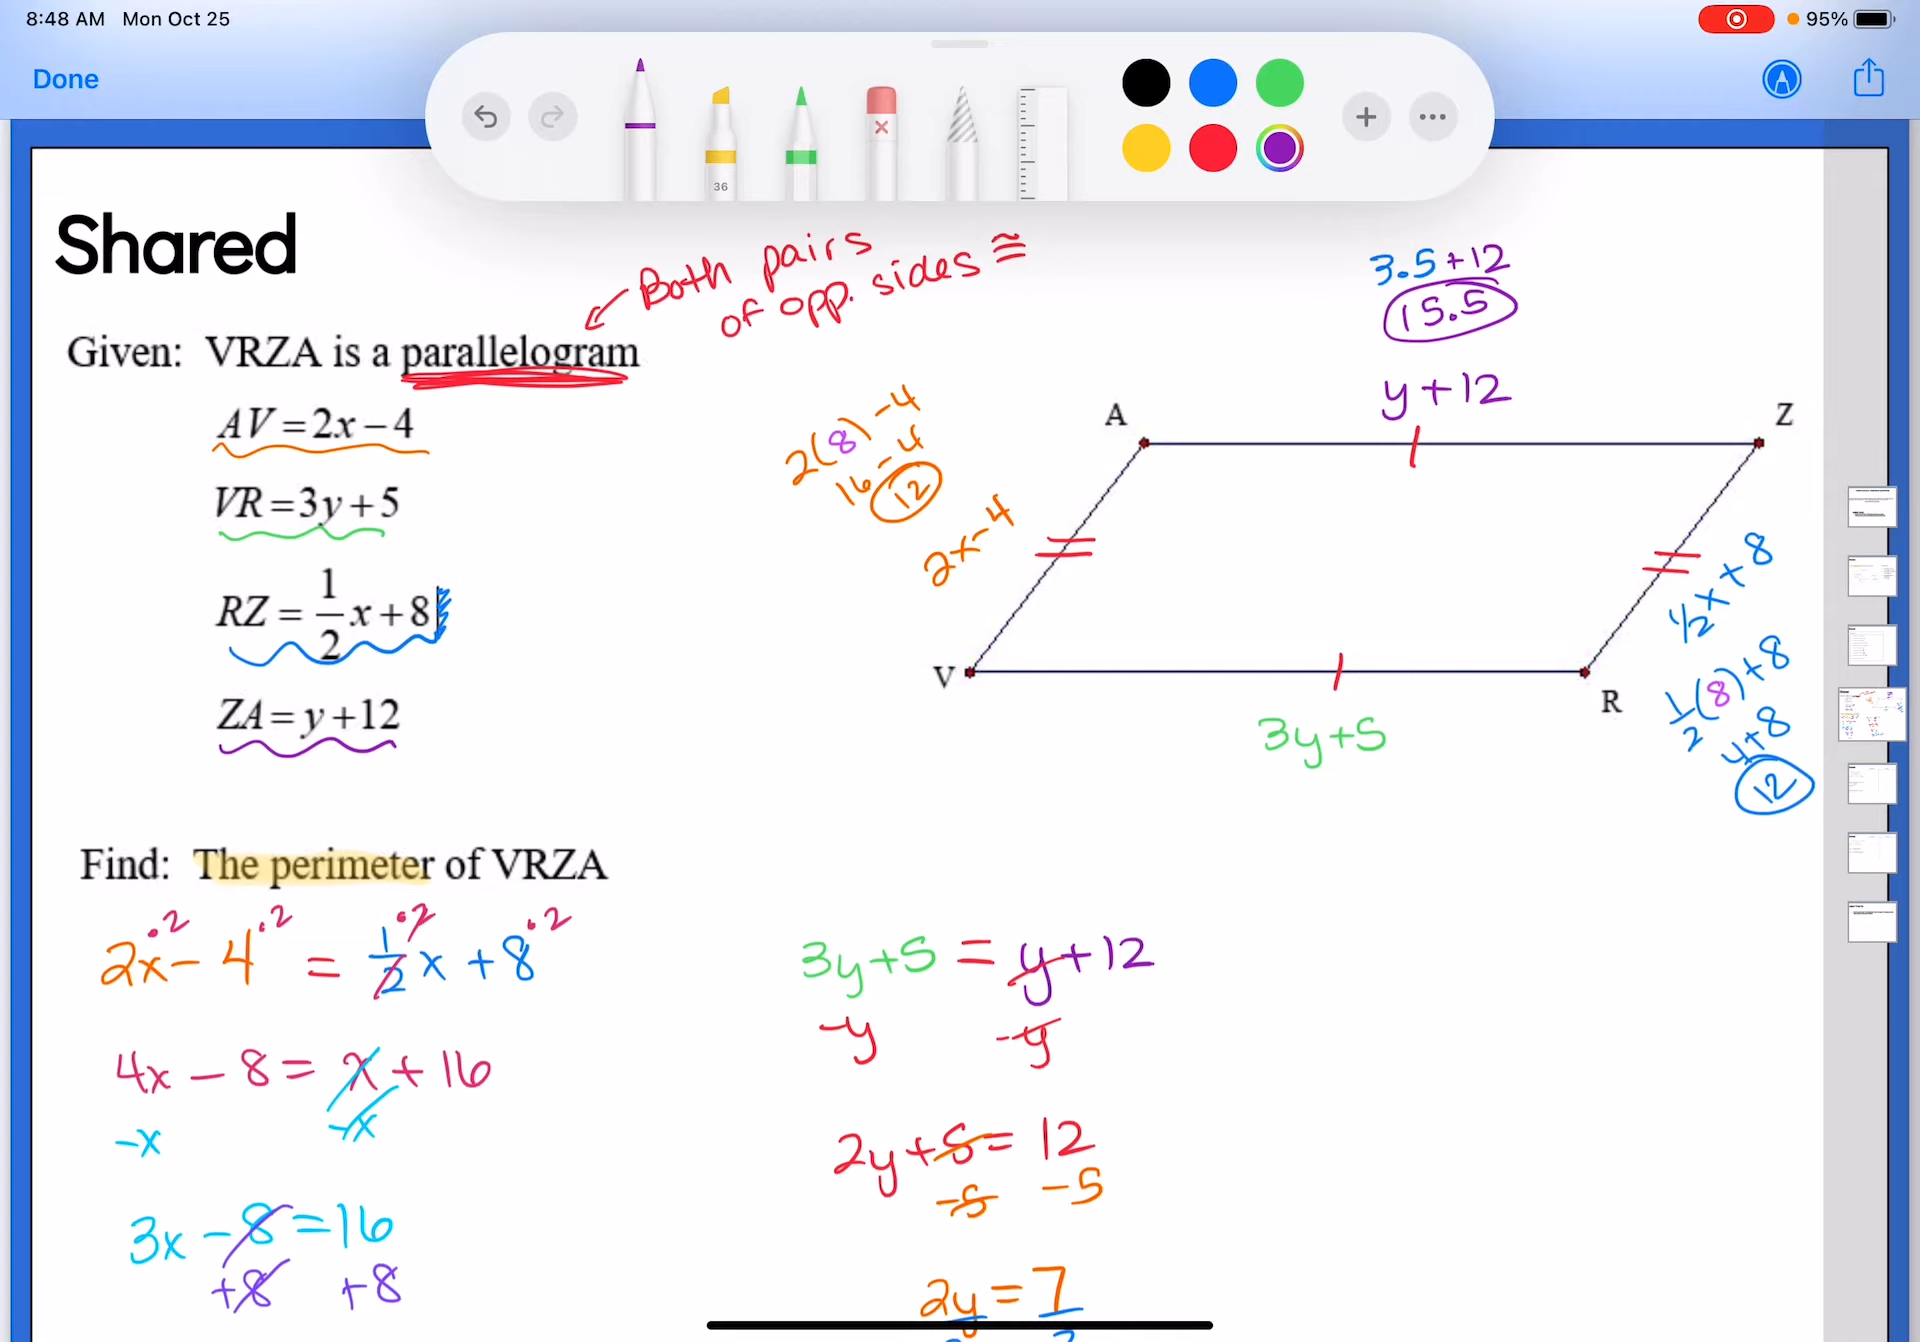 8:48 AM Mon Oct 25
95%
Done
36
Shared
Both pairs
of opp. sides ≅
Given: VRZA is a parallelogram
AV = 2x − 4
VR = 3y + 5
RZ = 1/2 x + 8
ZA = y + 12
3.5 + 12
15.5
y + 12
A
Z
2(8) − 4
16 − 4
12
2x − 4
1/2 x + 8
V
R
3y + 5
1/2 (8) + 8
4 + 8
12
Find: The perimeter of VRZA
·2 ·2 ·2 ·2
2x − 4 = 1/2 x + 8
4x − 8 = x + 16
−x −x
3x − 8 = 16
+8 +8
3y + 5 = y + 12
−y −y
2y + 5 = 12
−5 −5
2y = 7